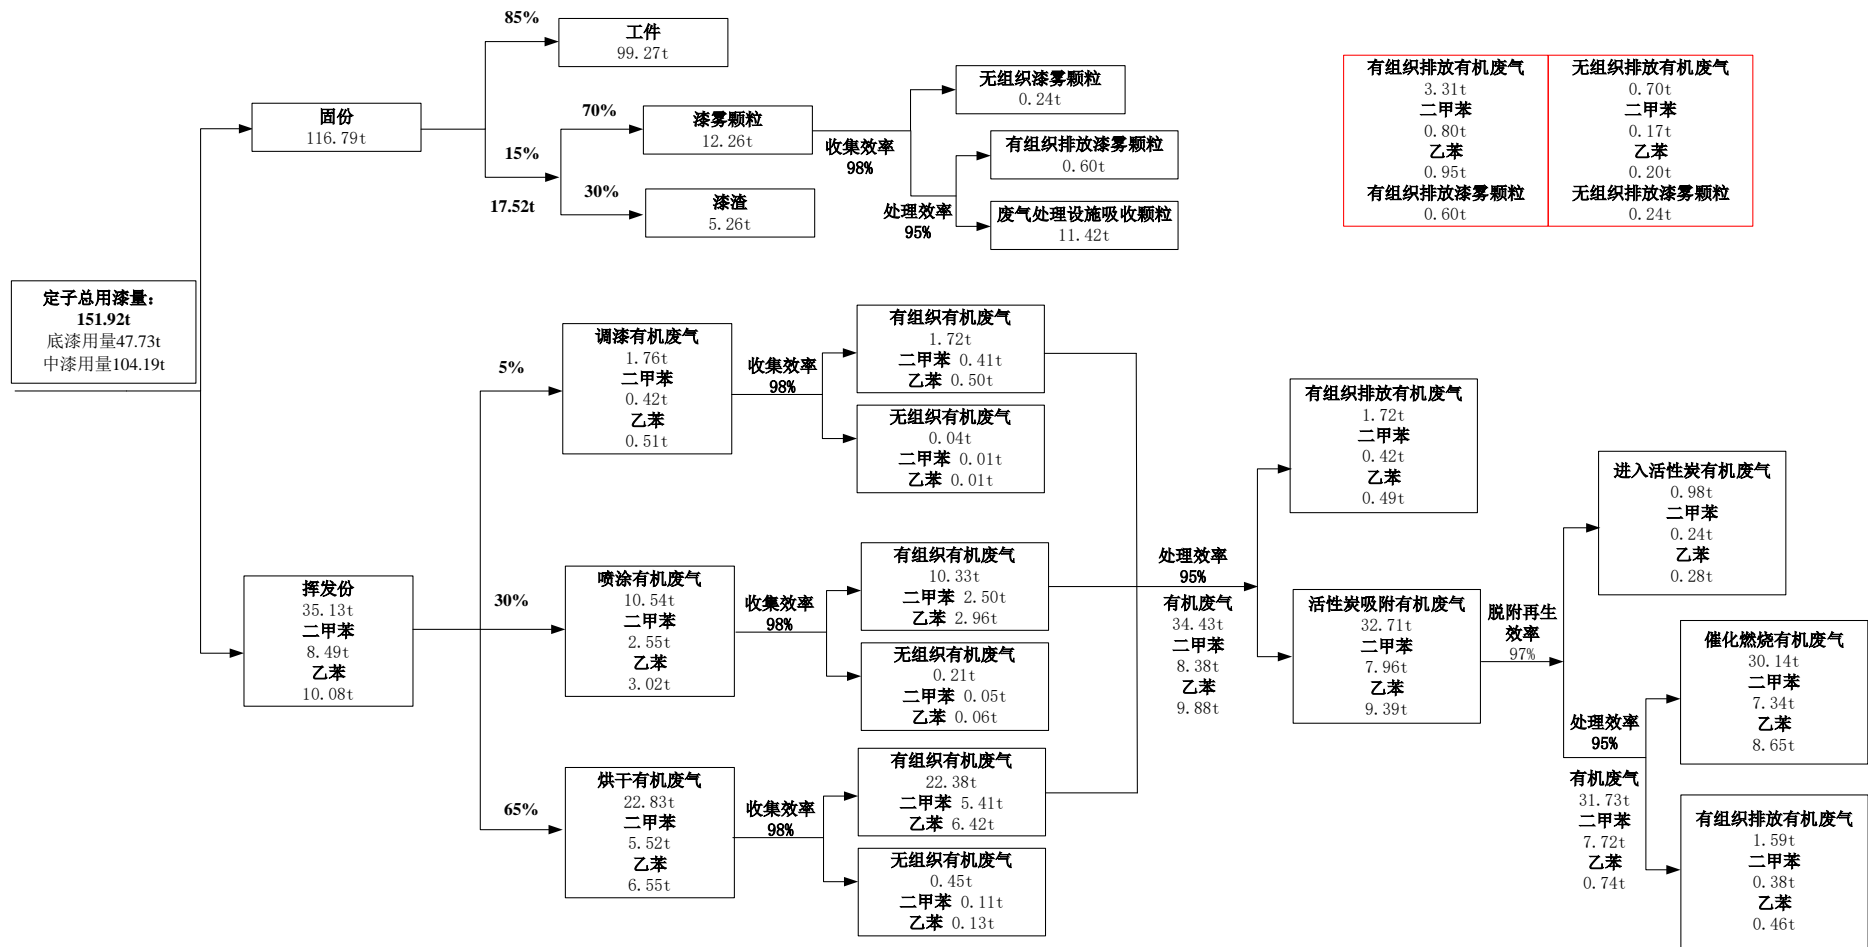 定子总用漆量：
151.92t
底漆用量47.73t
中漆用量104.19t
固份
116.79t
85%
工件
99.27t
15%
17.52t
70%
漆雾颗粒
12.26t
30%
漆渣
5.26t
收集效率
98%
无组织漆雾颗粒
0.24t
处理效率
95%
有组织排放漆雾颗粒
0.60t
废气处理设施吸收颗粒
11.42t
有组织排放有机废气
3.31t
二甲苯
0.80t
乙苯
0.95t
有组织排放漆雾颗粒
0.60t
无组织排放有机废气
0.70t
二甲苯
0.17t
乙苯
0.20t
无组织排放漆雾颗粒
0.24t
挥发份
35.13t
二甲苯
8.49t
乙苯
10.08t
5%
调漆有机废气
1.76t
二甲苯
0.42t
乙苯
0.51t
收集效率
98%
有组织有机废气
1.72t
二甲苯 0.41t
乙苯 0.50t
无组织有机废气
0.04t
二甲苯 0.01t
乙苯 0.01t
30%
喷涂有机废气
10.54t
二甲苯
2.55t
乙苯
3.02t
收集效率
98%
有组织有机废气
10.33t
二甲苯 2.50t
乙苯 2.96t
无组织有机废气
0.21t
二甲苯 0.05t
乙苯 0.06t
65%
烘干有机废气
22.83t
二甲苯
5.52t
乙苯
6.55t
收集效率
98%
有组织有机废气
22.38t
二甲苯 5.41t
乙苯 6.42t
无组织有机废气
0.45t
二甲苯 0.11t
乙苯 0.13t
处理效率
95%
有机废气
34.43t
二甲苯
8.38t
乙苯
9.88t
有组织排放有机废气
1.72t
二甲苯
0.42t
乙苯
0.49t
活性炭吸附有机废气
32.71t
二甲苯
7.96t
乙苯
9.39t
脱附再生
效率
97%
进入活性炭有机废气
0.98t
二甲苯
0.24t
乙苯
0.28t
处理效率
95%
有机废气
31.73t
二甲苯
7.72t
乙苯
0.74t
催化燃烧有机废气
30.14t
二甲苯
7.34t
乙苯
8.65t
有组织排放有机废气
1.59t
二甲苯
0.38t
乙苯
0.46t